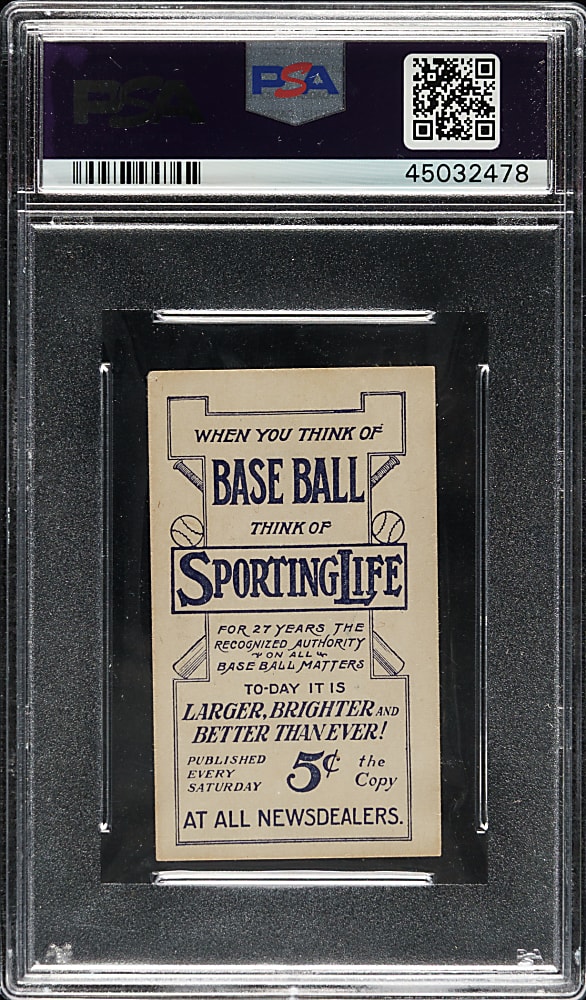 PSA
PSA
45032478
WHEN YOU THINK OF
BASE BALL
THINK OF
SPORTING LIFE
FOR 27 YEARS THE
RECOGNIZED AUTHORITY
ON ALL
BASE BALL MATTERS
TO-DAY IT IS
LARGER, BRIGHTER AND
BETTER THAN EVER!
PUBLISHED
EVERY
SATURDAY
5¢
the
Copy
AT ALL NEWSDEALERS.